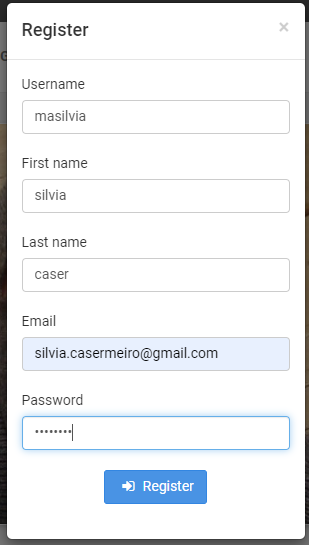 Register ×
Username
masilvia
First name
silvia
Last name
caser
Email
silvia.casermeiro@gmail.com
Password
••••••••
Register